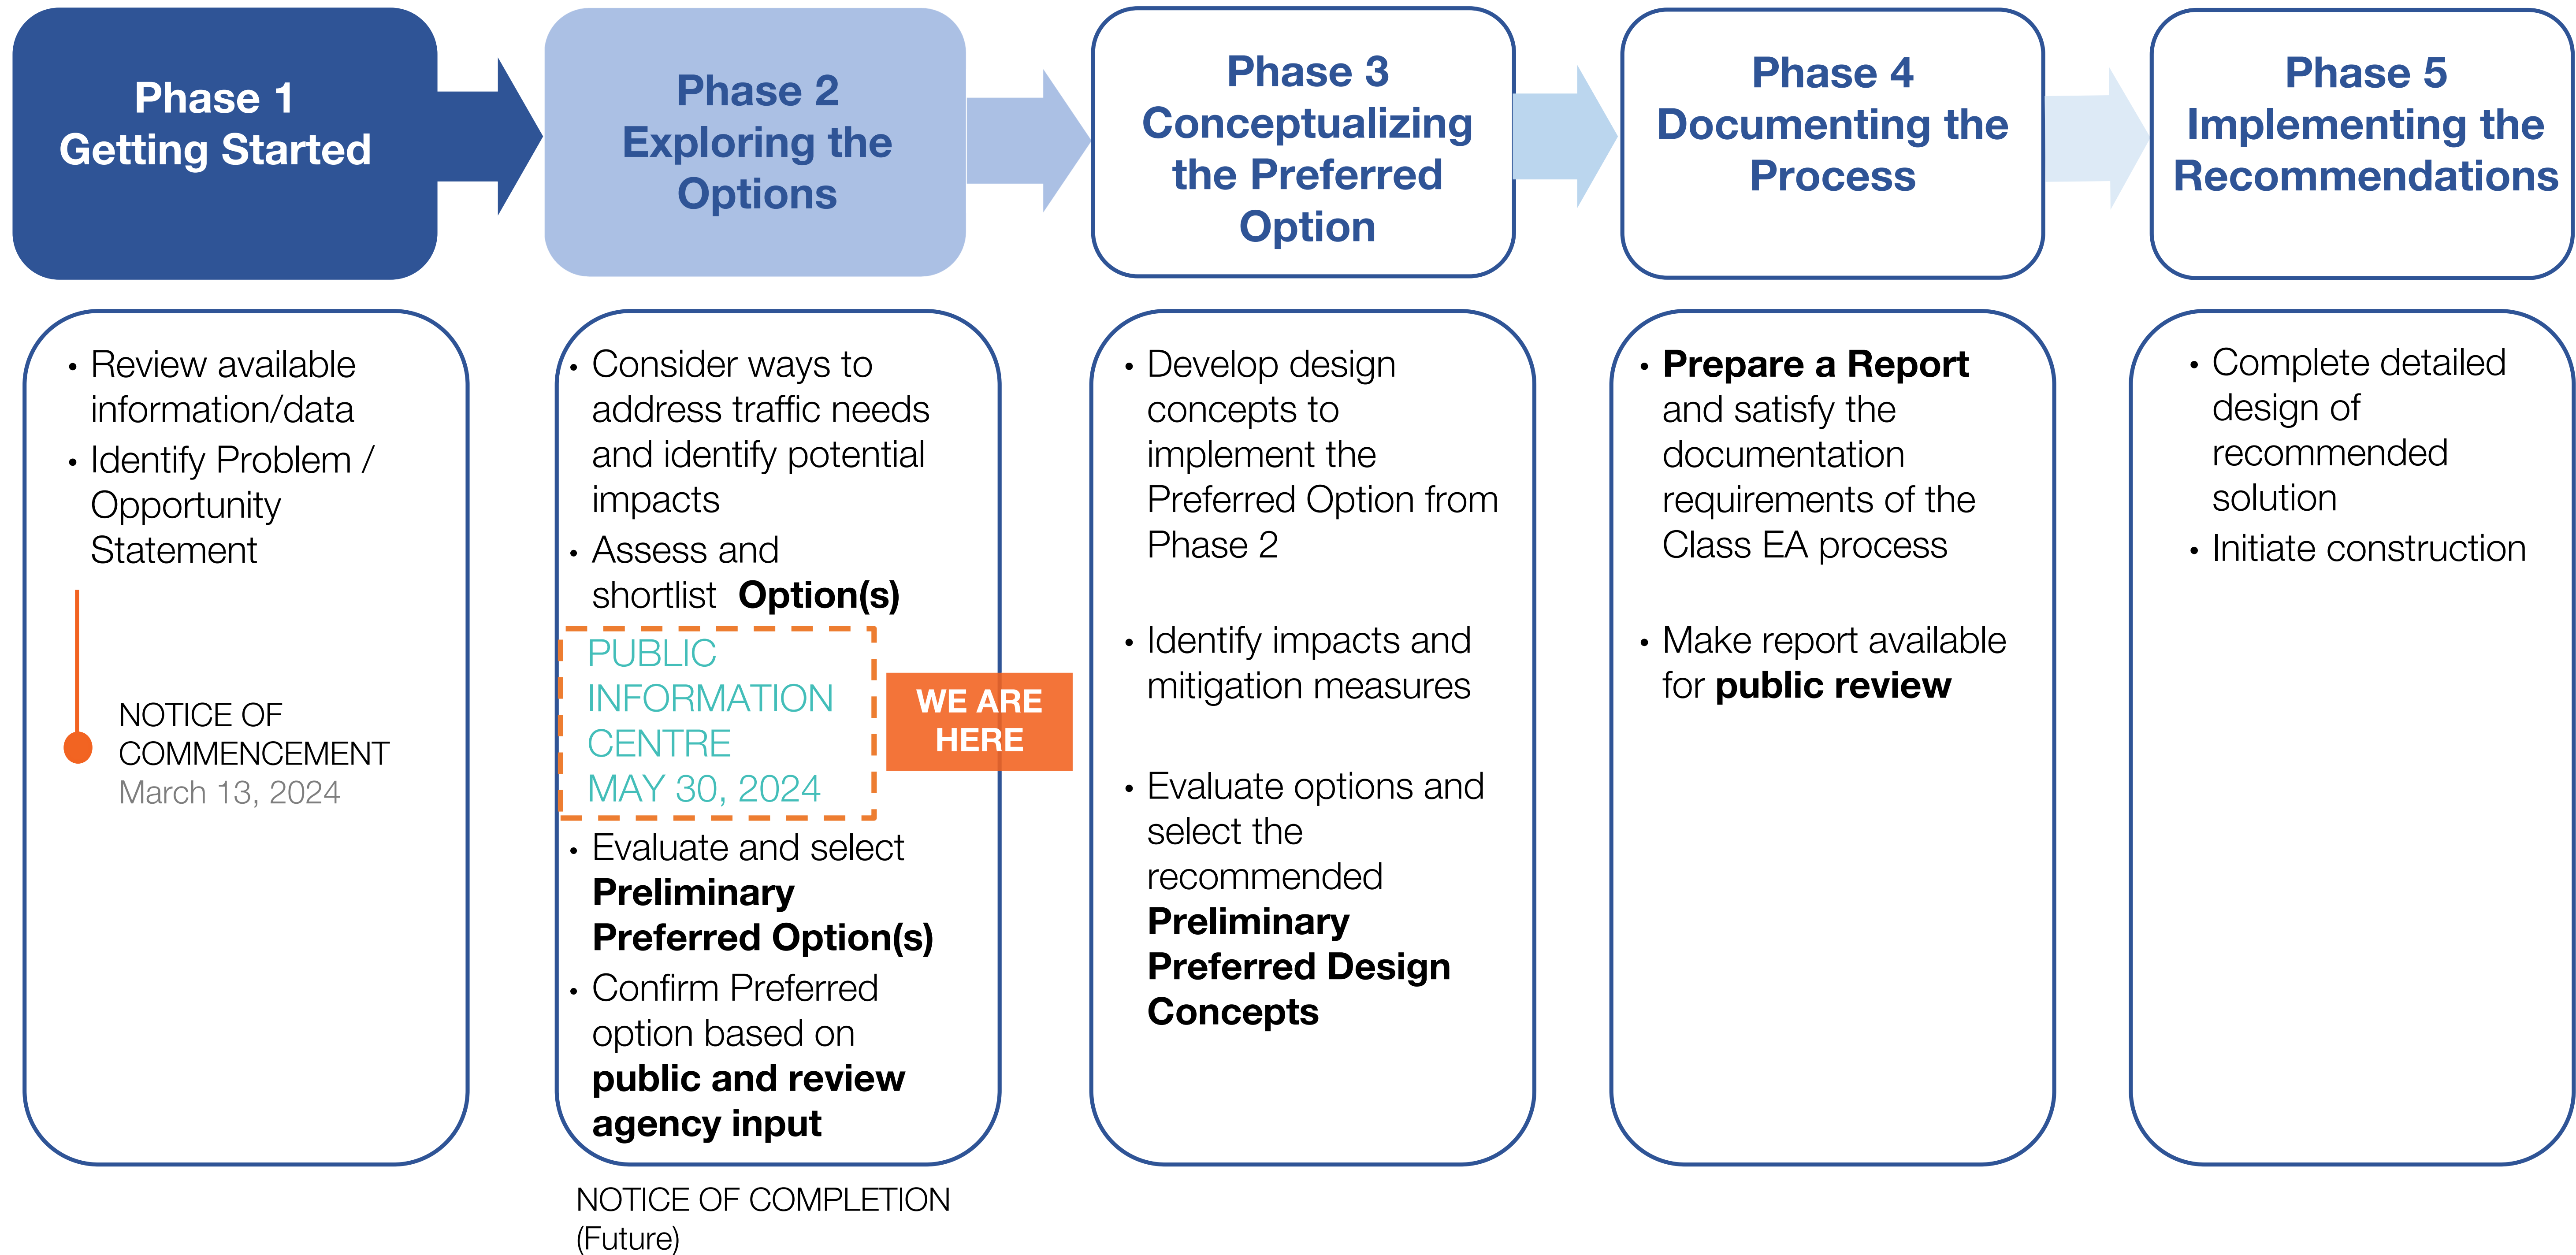 Phase 1
Getting Started
Phase 2
Exploring the
Options
Phase 3
Conceptualizing
the Preferred
Option
Phase 4
Documenting the
Process
Phase 5
Implementing the
Recommendations
• Review available
information/data
• Identify Problem /
Opportunity
Statement
NOTICE OF
COMMENCEMENT
March 13, 2024
• Consider ways to
address traffic needs
and identify potential
impacts
• Assess and
shortlist Option(s)
PUBLIC
INFORMATION
CENTRE
MAY 30, 2024
WE ARE
HERE
• Evaluate and select
Preliminary
Preferred Option(s)
• Confirm Preferred
option based on
public and review
agency input
NOTICE OF COMPLETION
(Future)
• Develop design
concepts to
implement the
Preferred Option from
Phase 2
• Identify impacts and
mitigation measures
• Evaluate options and
select the
recommended
Preliminary
Preferred Design
Concepts
• Prepare a Report
and satisfy the
documentation
requirements of the
Class EA process
• Make report available
for public review
• Complete detailed
design of
recommended
solution
• Initiate construction